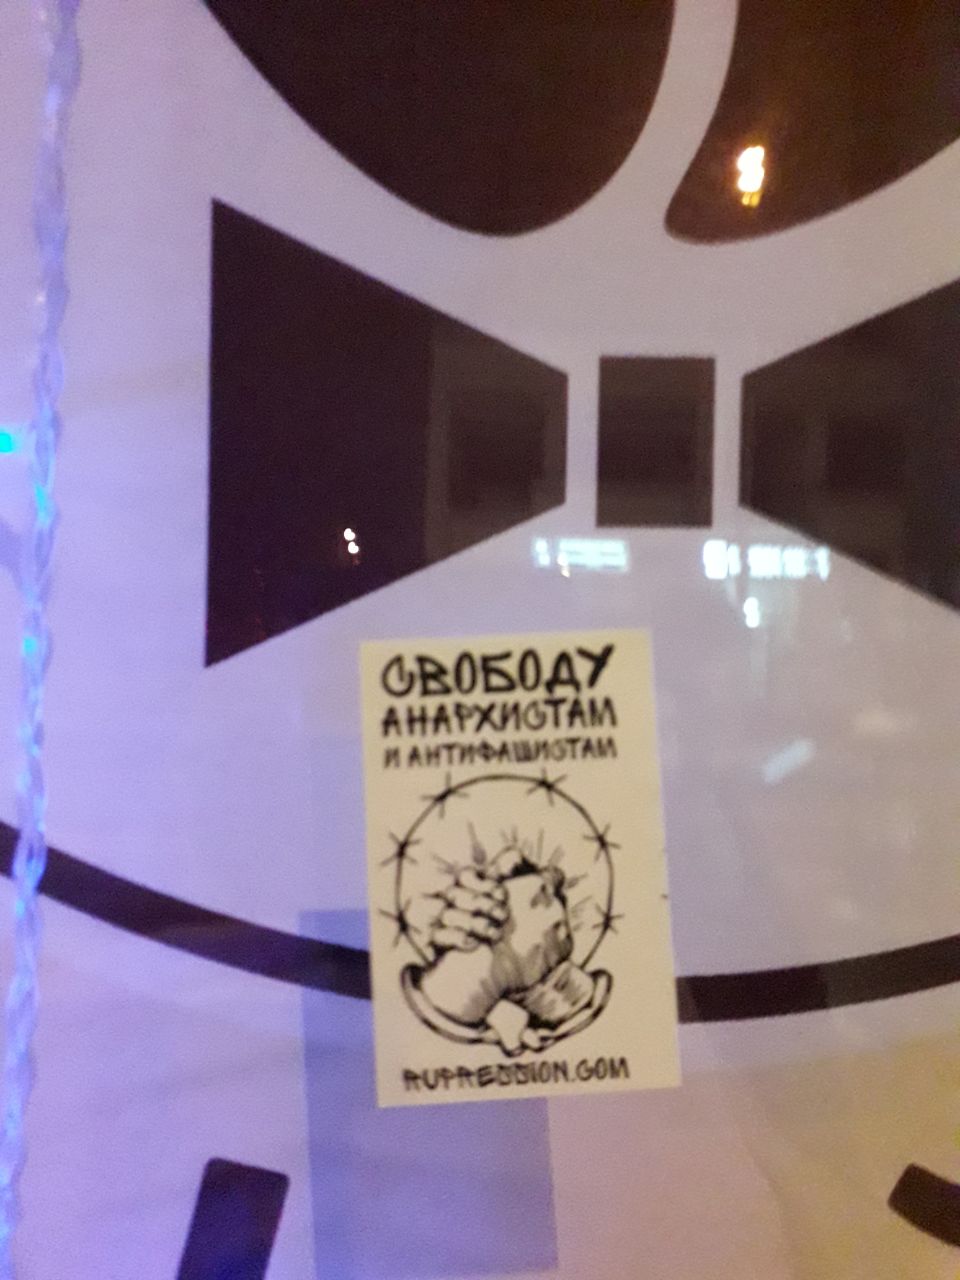 СВОБОДУ
АНАРХИСТАМ
И АНТИФАШИСТАМ
RUPRESSION.COM